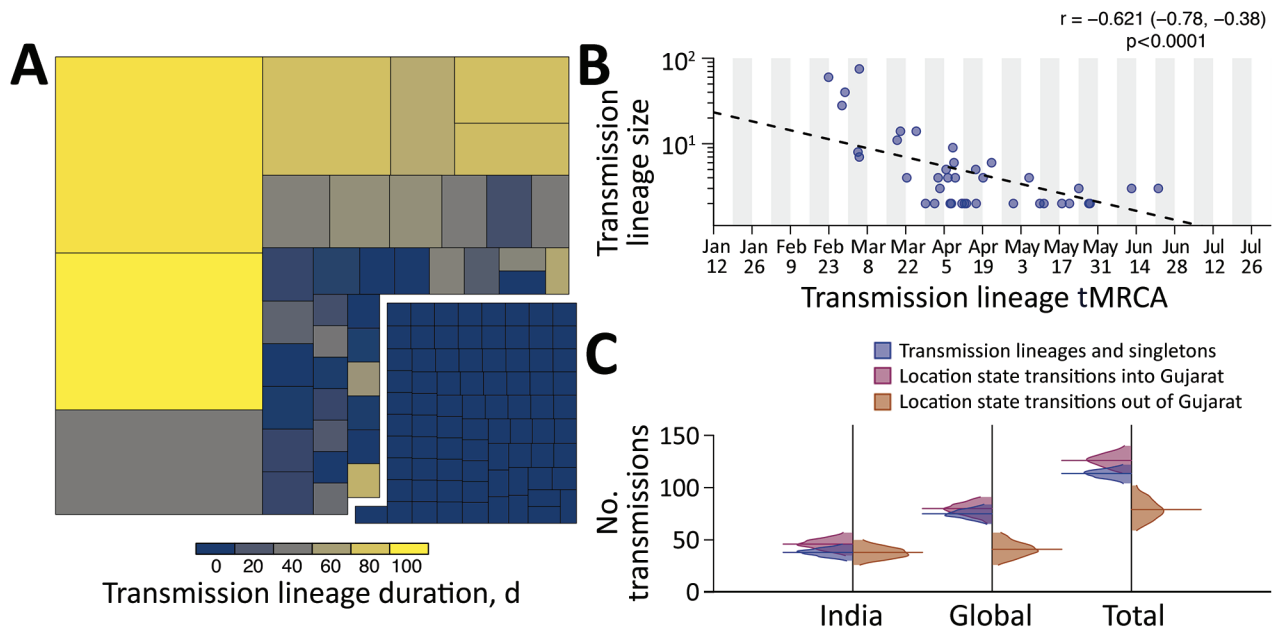 A
0 20 40 60 80 100
Transmission lineage duration, d
B
r = −0.621 (−0.78, −0.38)
p<0.0001
Transmission
lineage size
10²
10¹
Jan Jan Feb Feb Mar Mar Apr Apr May May May Jun Jun Jul Jul
12 26 9 23 8 22 5 19 3 17 31 14 28 12 26
Transmission lineage tMRCA
C
Transmission lineages and singletons
Location state transitions into Gujarat
Location state transitions out of Gujarat
No.
transmissions
150
100
50
0
India Global Total